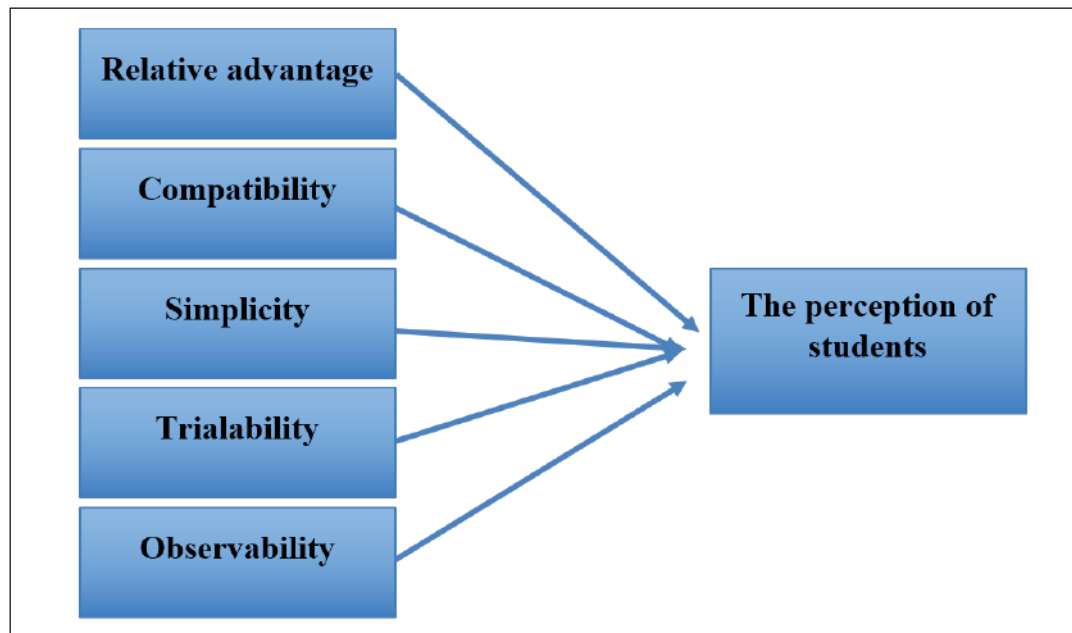 Relative advantage
Compatibility
Simplicity
Trialability
Observability
The perception of
students